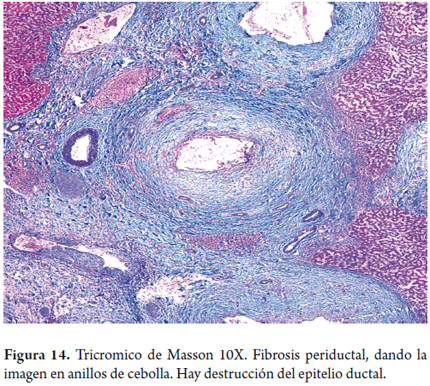 Figura 14. Tricromico de Masson 10X. Fibrosis periductal, dando la
imagen en anillos de cebolla. Hay destrucción del epitelio ductal.